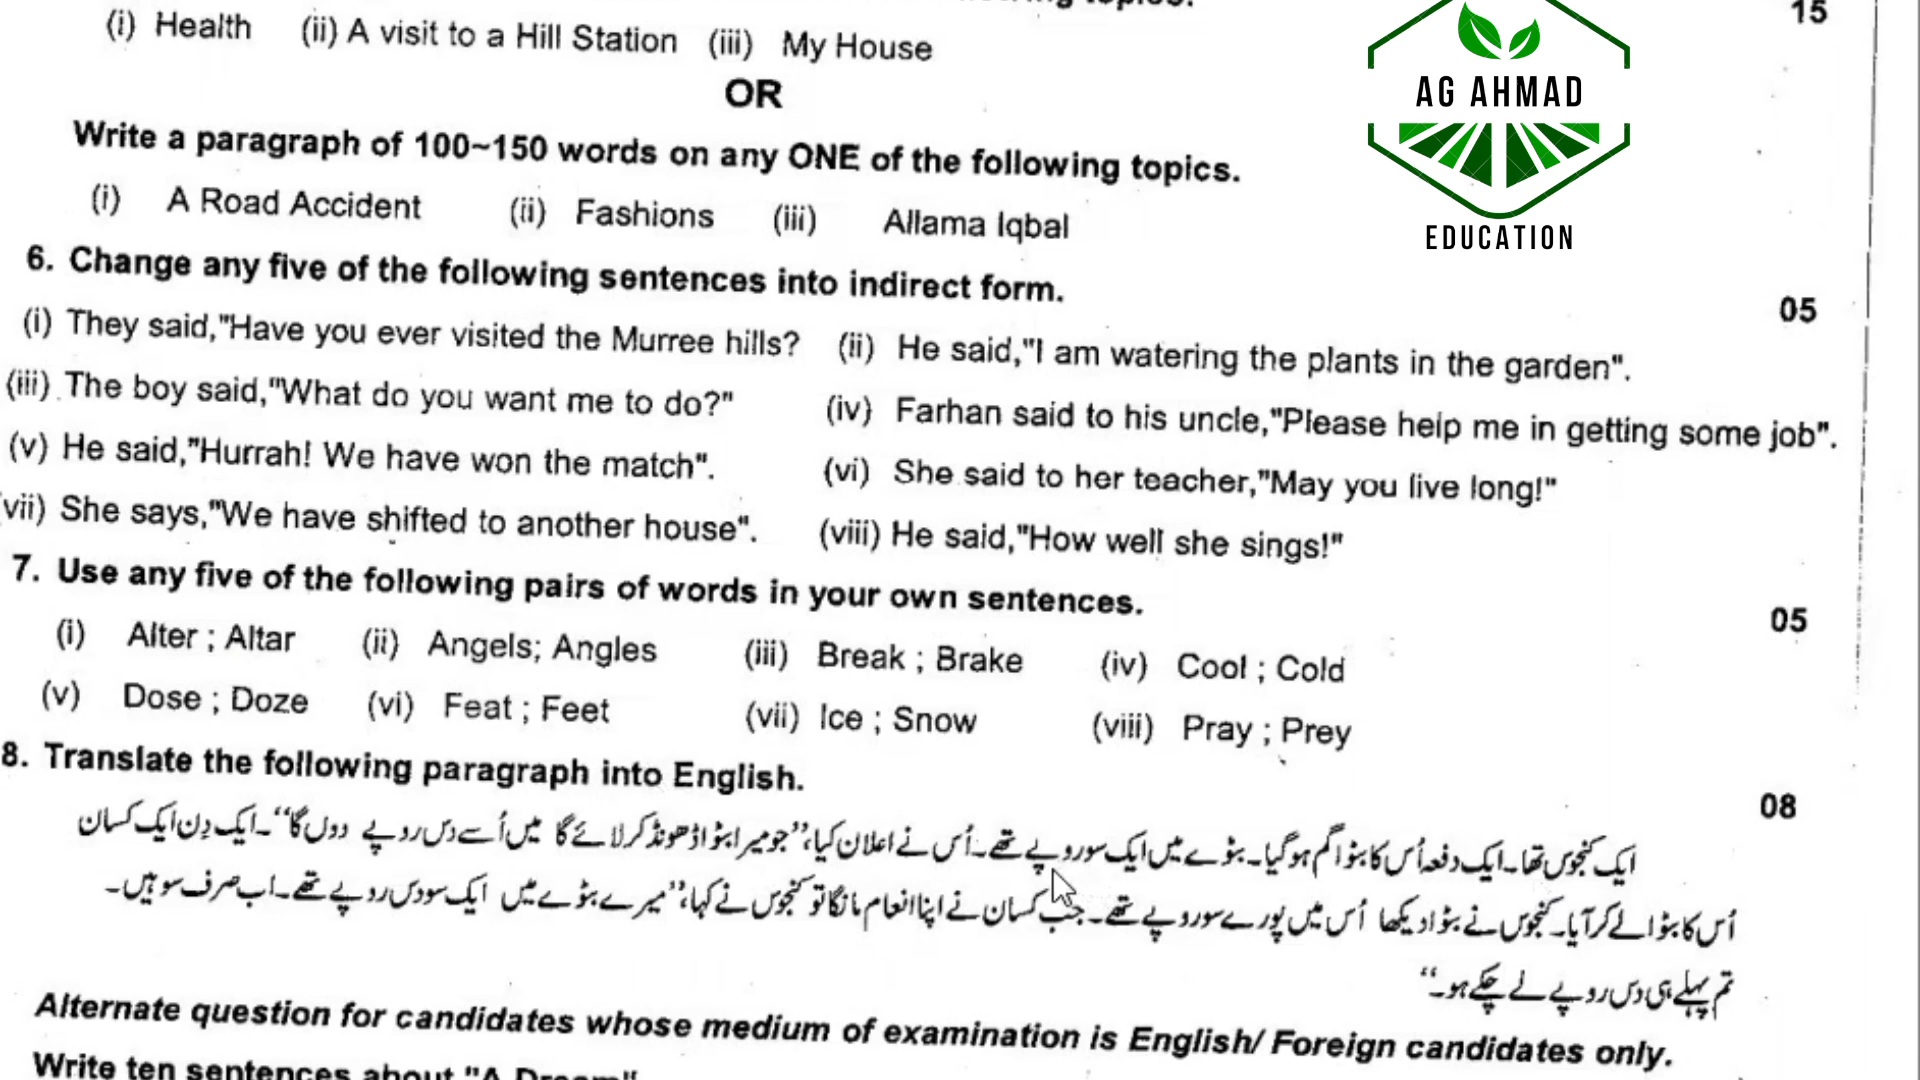 15
(i) Health (ii) A visit to a Hill Station (iii) My House
OR
Write a paragraph of 100~150 words on any ONE of the following topics.
(i) A Road Accident (ii) Fashions (iii) Allama Iqbal
6. Change any five of the following sentences into indirect form. 05
(i) They said,"Have you ever visited the Murree hills? (ii) He said,"I am watering the plants in the garden".
(iii) The boy said,"What do you want me to do?" (iv) Farhan said to his uncle,"Please help me in getting some job".
(v) He said,"Hurrah! We have won the match". (vi) She said to her teacher,"May you live long!"
vii) She says,"We have shifted to another house". (viii) He said,"How well she sings!"
7. Use any five of the following pairs of words in your own sentences. 05
(i) Alter ; Altar (ii) Angels; Angles (iii) Break ; Brake (iv) Cool ; Cold
(v) Dose ; Doze (vi) Feat ; Feet (vii) Ice ; Snow (viii) Pray ; Prey
8. Translate the following paragraph into English. 08
ایک کنجوس تھا۔ایک دفعہ اُس کا بٹوا گم ہو گیا۔ بٹوے میں ایک سو روپے تھے۔اُس نے اعلان کیا،”جو میرا بٹوا ڈھونڈ کر لائے گا میں اُسے دس روپے دوں گا“۔ایک دِن ایک کسان
اُس کا بٹوا لے کر آیا۔ کنجوس نے بٹوا دیکھا اُس میں پورے سو روپے تھے۔ جب کسان نے اپنا انعام مانگا تو کنجوس نے کہا،”میرے بٹوے میں ایک سو دس روپے تھے۔اب صرف سو ہیں۔
تم پہلے ہی دس روپے لے چکے ہو۔“
Alternate question for candidates whose medium of examination is English/ Foreign candidates only.
Write ten sentences about "A Dream"
AG AHMAD
EDUCATION